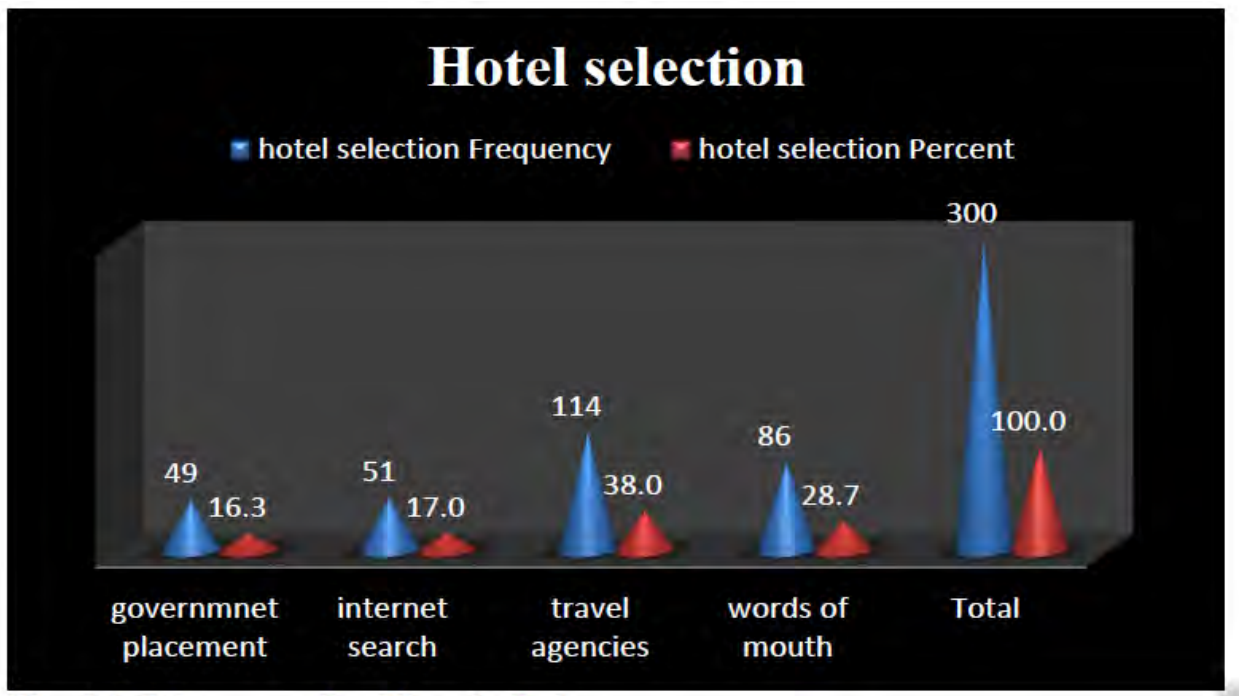 Hotel selection
hotel selection Frequency hotel selection Percent
300
114
100.0
86
49
51
38.0
28.7
16.3
17.0
governmnet placement
internet search
travel agencies
words of mouth
Total